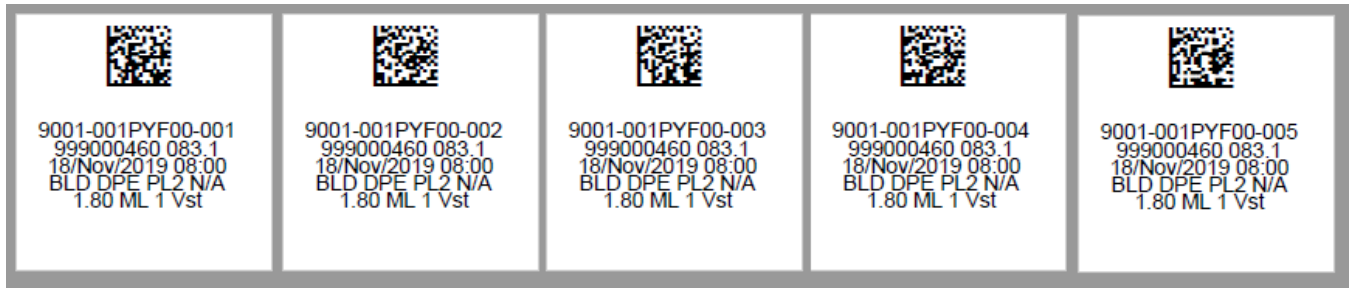 9001-001PYF00-001
999000460 083.1
18/Nov/2019 08:00
BLD DPE PL2 N/A
1.80 ML 1 Vst
9001-001PYF00-002
999000460 083.1
18/Nov/2019 08:00
BLD DPE PL2 N/A
1.80 ML 1 Vst
9001-001PYF00-003
999000460 083.1
18/Nov/2019 08:00
BLD DPE PL2 N/A
1.80 ML 1 Vst
9001-001PYF00-004
999000460 083.1
18/Nov/2019 08:00
BLD DPE PL2 N/A
1.80 ML 1 Vst
9001-001PYF00-005
999000460 083.1
18/Nov/2019 08:00
BLD DPE PL2 N/A
1.80 ML 1 Vst